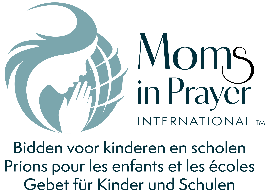 Moms
in Prayer
INTERNATIONAL ™
Bidden voor kinderen en scholen
Prions pour les enfants et les écoles
Gebet für Kinder und Schulen